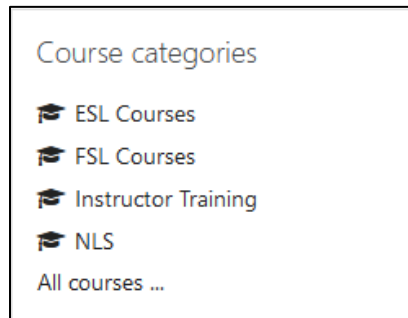 Course categories
ESL Courses
FSL Courses
Instructor Training
NLS
All courses ...